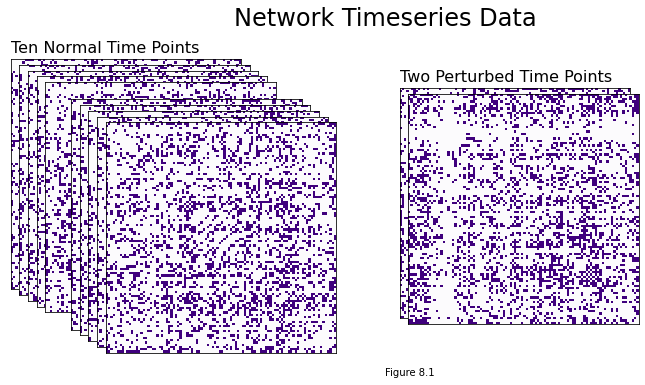 Network Timeseries Data
Ten Normal Time Points
Two Perturbed Time Points
Figure 8.1